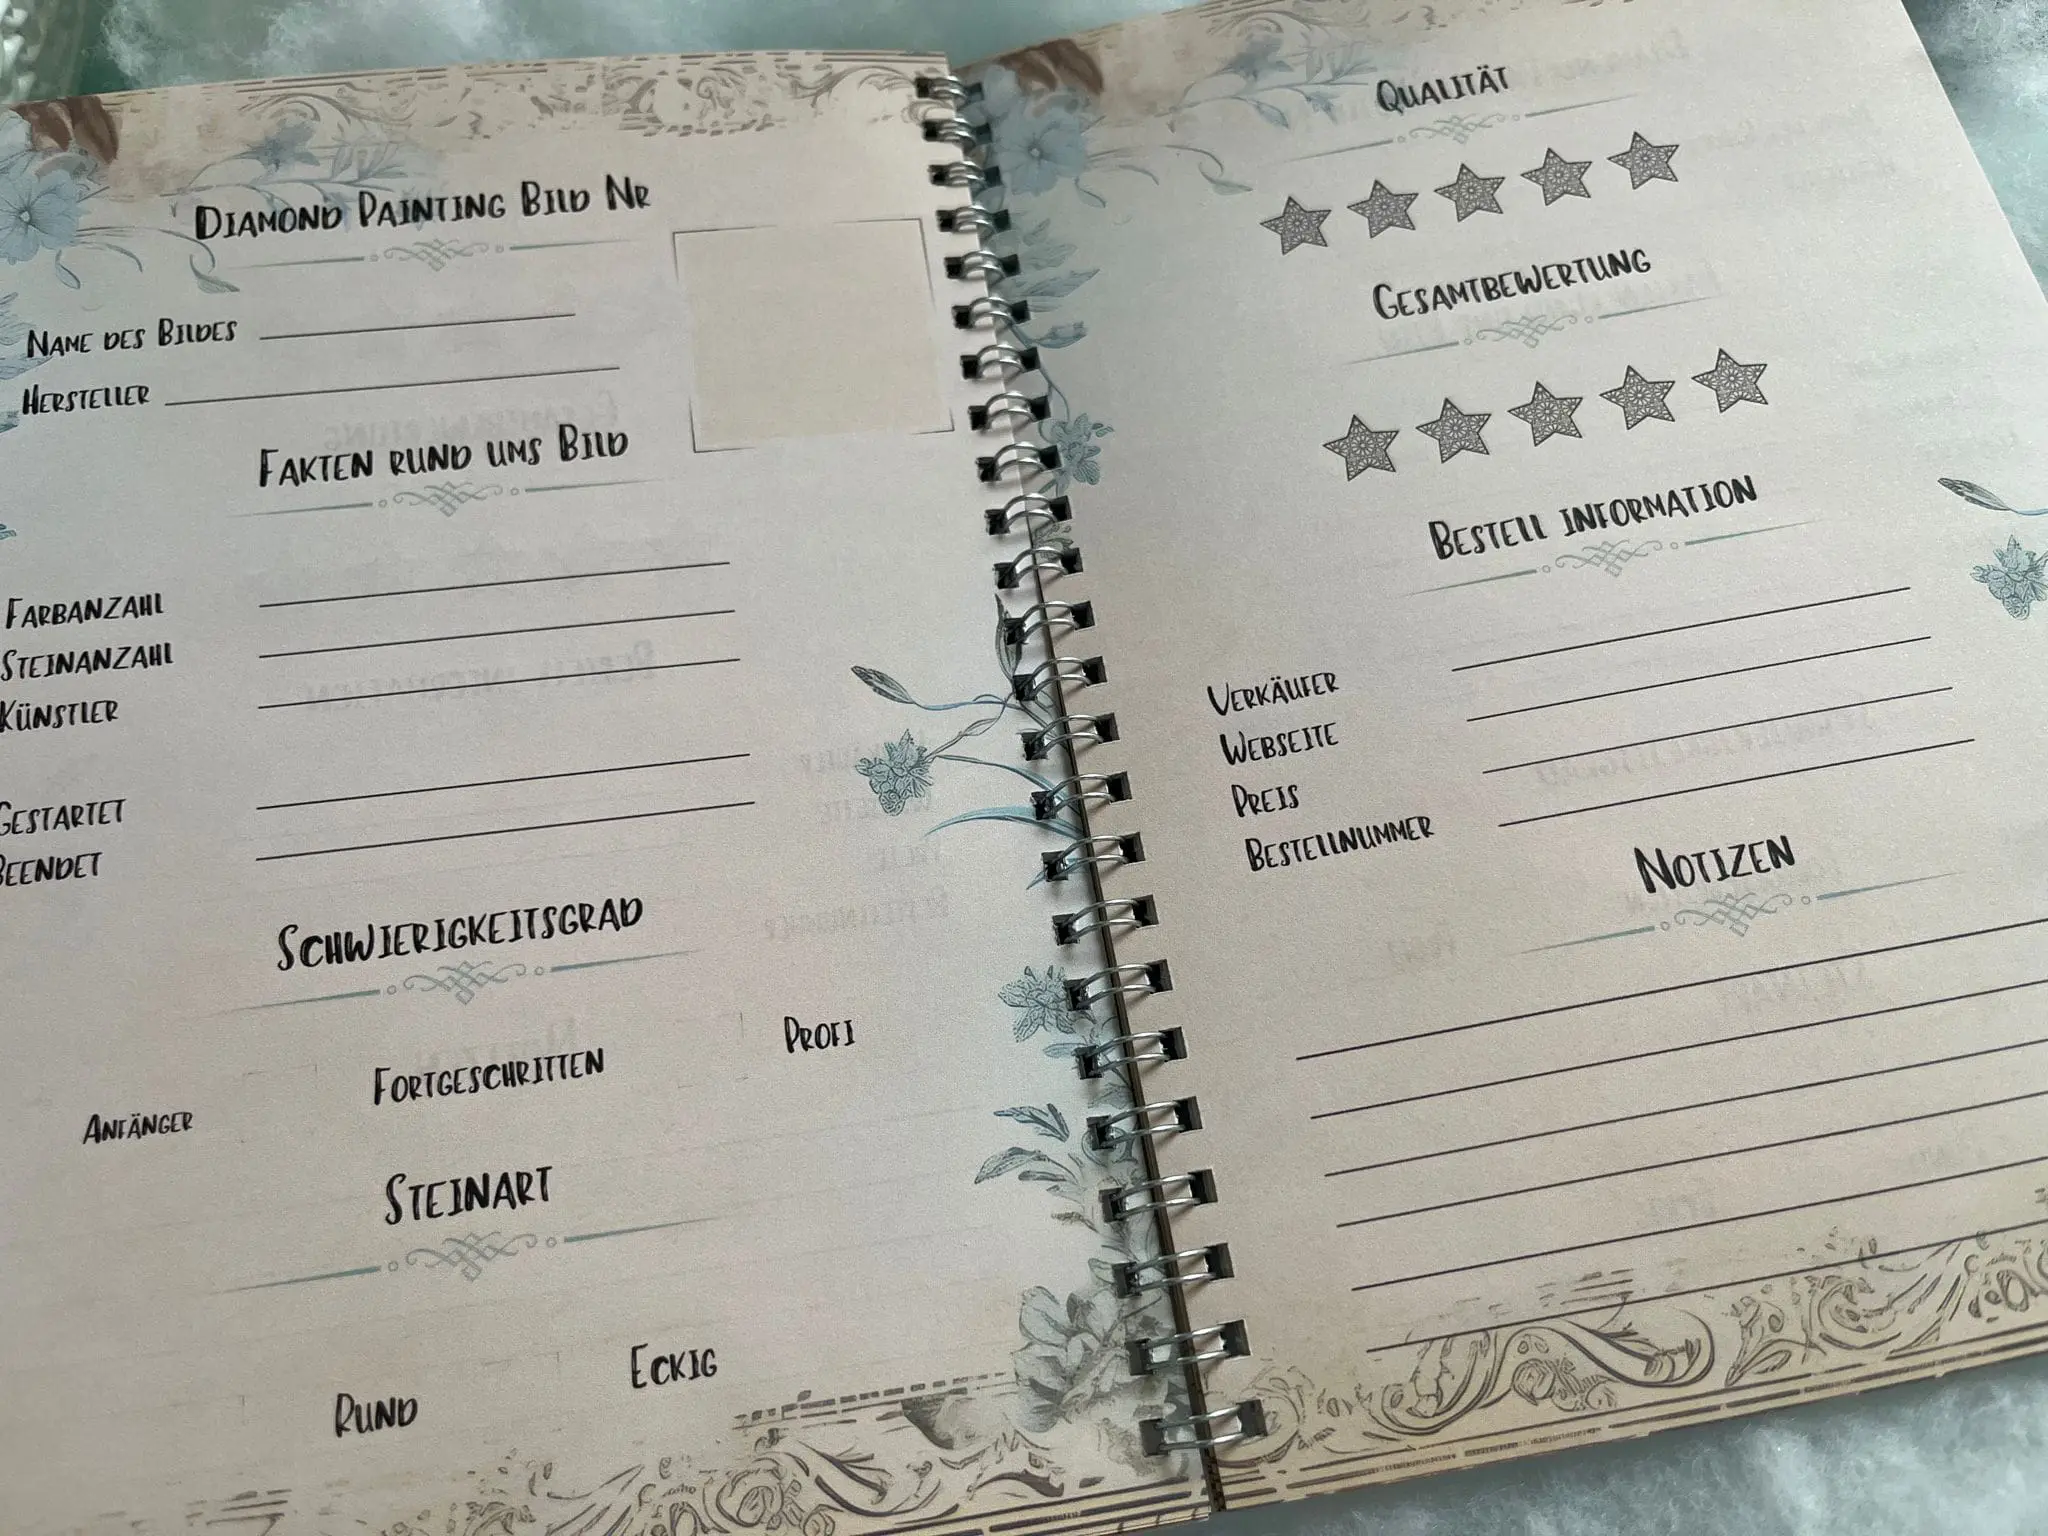 Diamond Painting Bild Nr
Name des Bildes
Hersteller
Fakten rund ums Bild
Farbanzahl
Steinanzahl
Künstler
Gestartet
Beendet
Schwierigkeitsgrad
Anfänger
Fortgeschritten
Profi
Steinart
Rund
Eckig
Qualität
Gesamtbewertung
Bestell information
Verkäufer
Webseite
Preis
Bestellnummer
Notizen